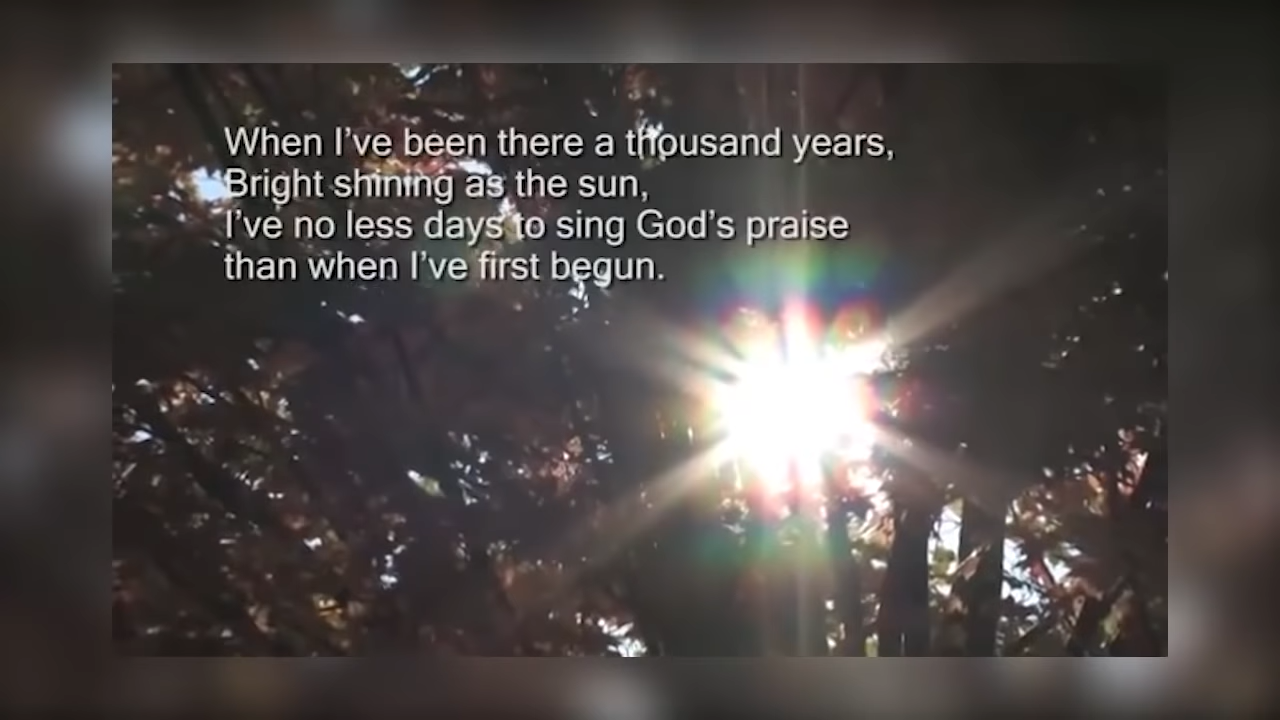 When I’ve been there a thousand years,
Bright shining as the sun,
I’ve no less days to sing God’s praise
than when I’ve first begun.